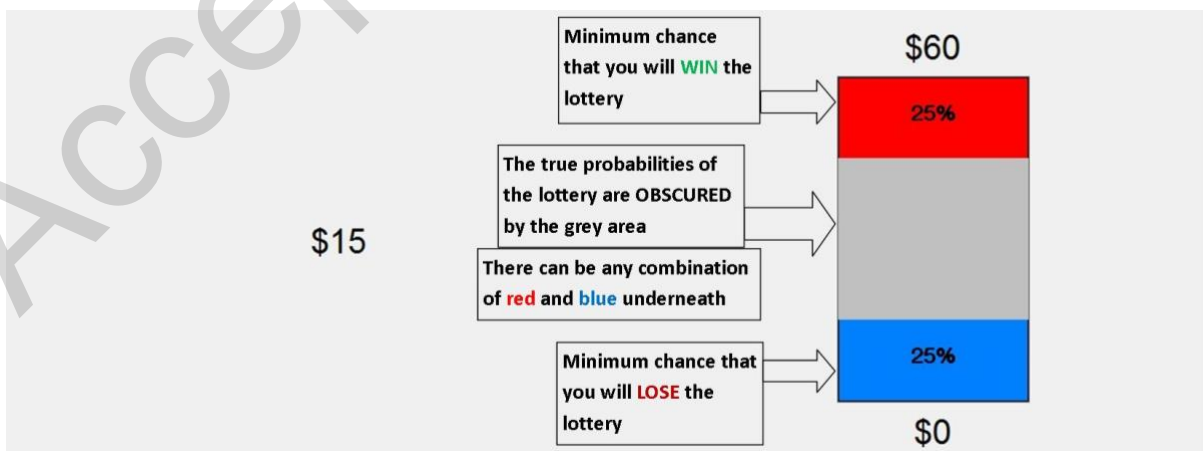 Acce
$15
Minimum chance
that you will WIN the
lottery
The true probabilities of
the lottery are OBSCURED
by the grey area
There can be any combination
of red and blue underneath
Minimum chance that
you will LOSE the
lottery
$60
25%
25%
$0